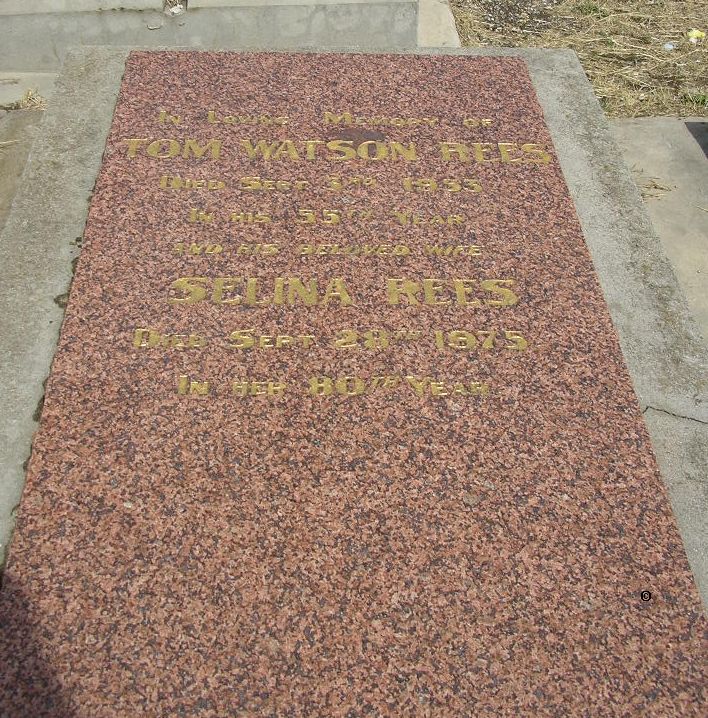 In Loving Memory of
TOM WATSON REES
Died Sept 3rd 1955
In his 55th Year
and his beloved wife
SELINA REES
Died Sept 28th 1975
In her 80th Year